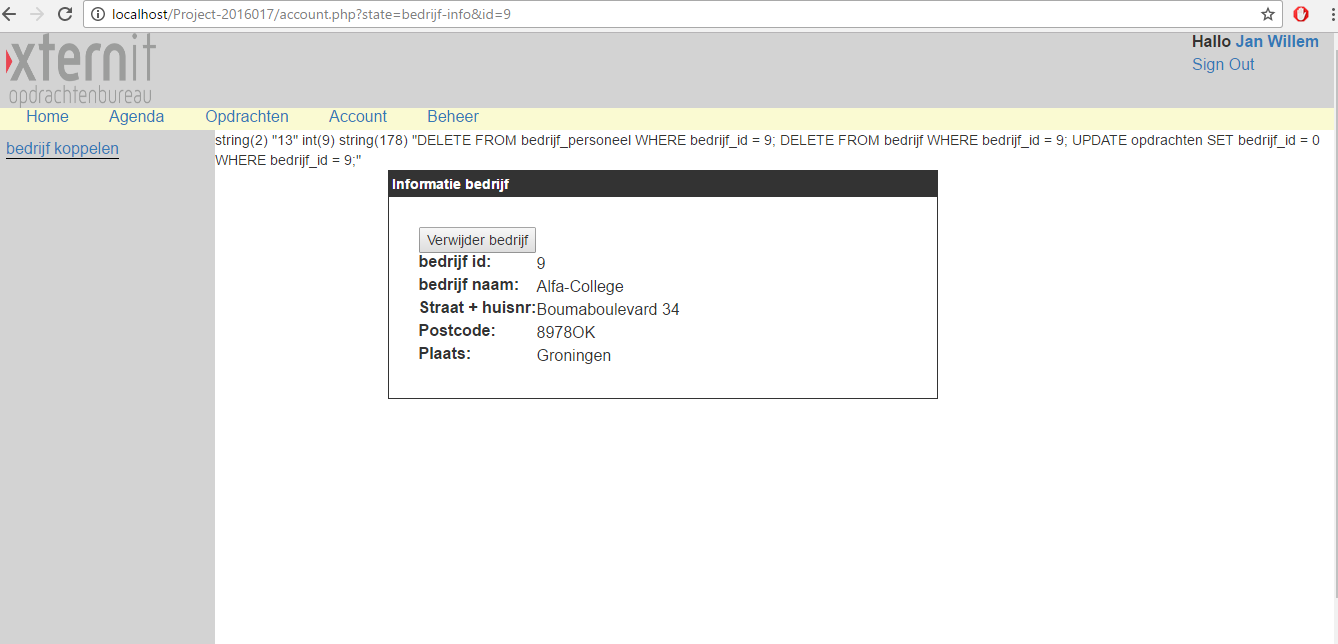 localhost/Project-2016017/account.php?state=bedrijf-info&id=9
xternit
opdrachtenbureau
Hallo Jan Willem
Sign Out
Home Agenda Opdrachten Account Beheer
bedrijf koppelen
string(2) "13" int(9) string(178) "DELETE FROM bedrijf_personeel WHERE bedrijf_id = 9; DELETE FROM bedrijf WHERE bedrijf_id = 9; UPDATE opdrachten SET bedrijf_id = 0
WHERE bedrijf_id = 9;"
Informatie bedrijf
Verwijder bedrijf
bedrijf id: 9
bedrijf naam: Alfa-College
Straat + huisnr: Boumaboulevard 34
Postcode: 8978OK
Plaats: Groningen